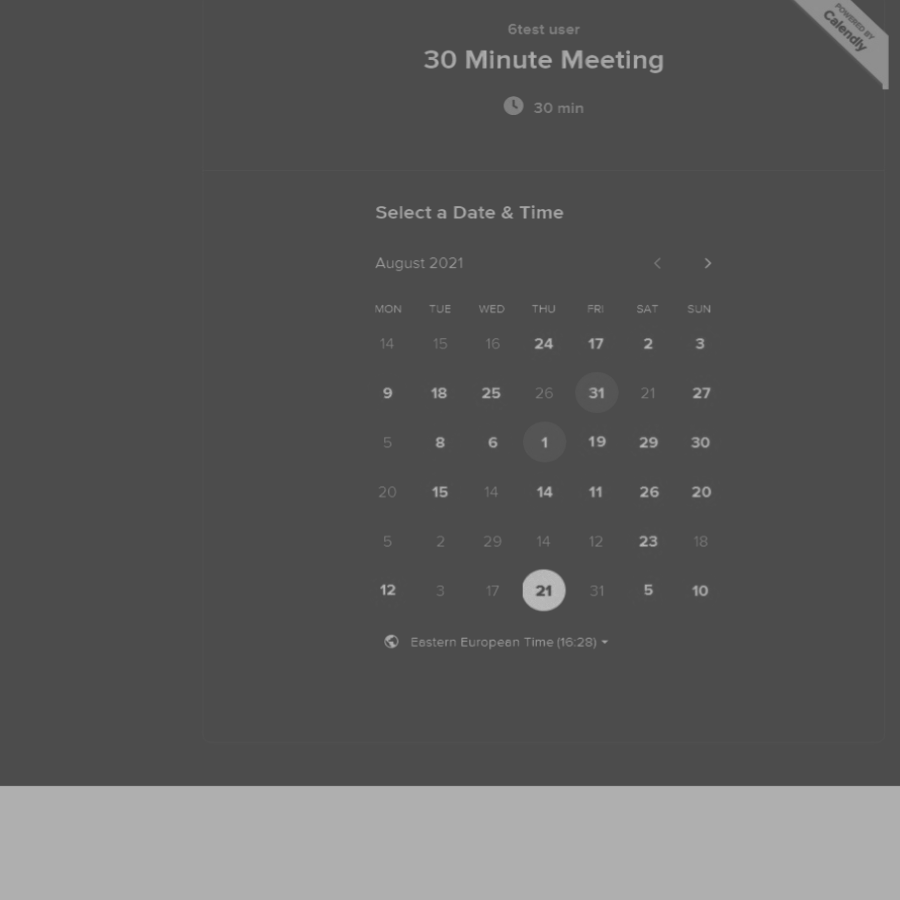 6test user
POWERED BY
Calendly
30 Minute Meeting
30 min
Select a Date & Time
August 2021
MON TUE WED THU FRI SAT SUN
14 15 16 24 17 2 3
9 18 25 26 31 21 27
5 8 6 1 19 29 30
20 15 14 14 11 26 20
5 2 29 14 12 23 18
12 3 17 21 31 5 10
Eastern European Time (16:28)